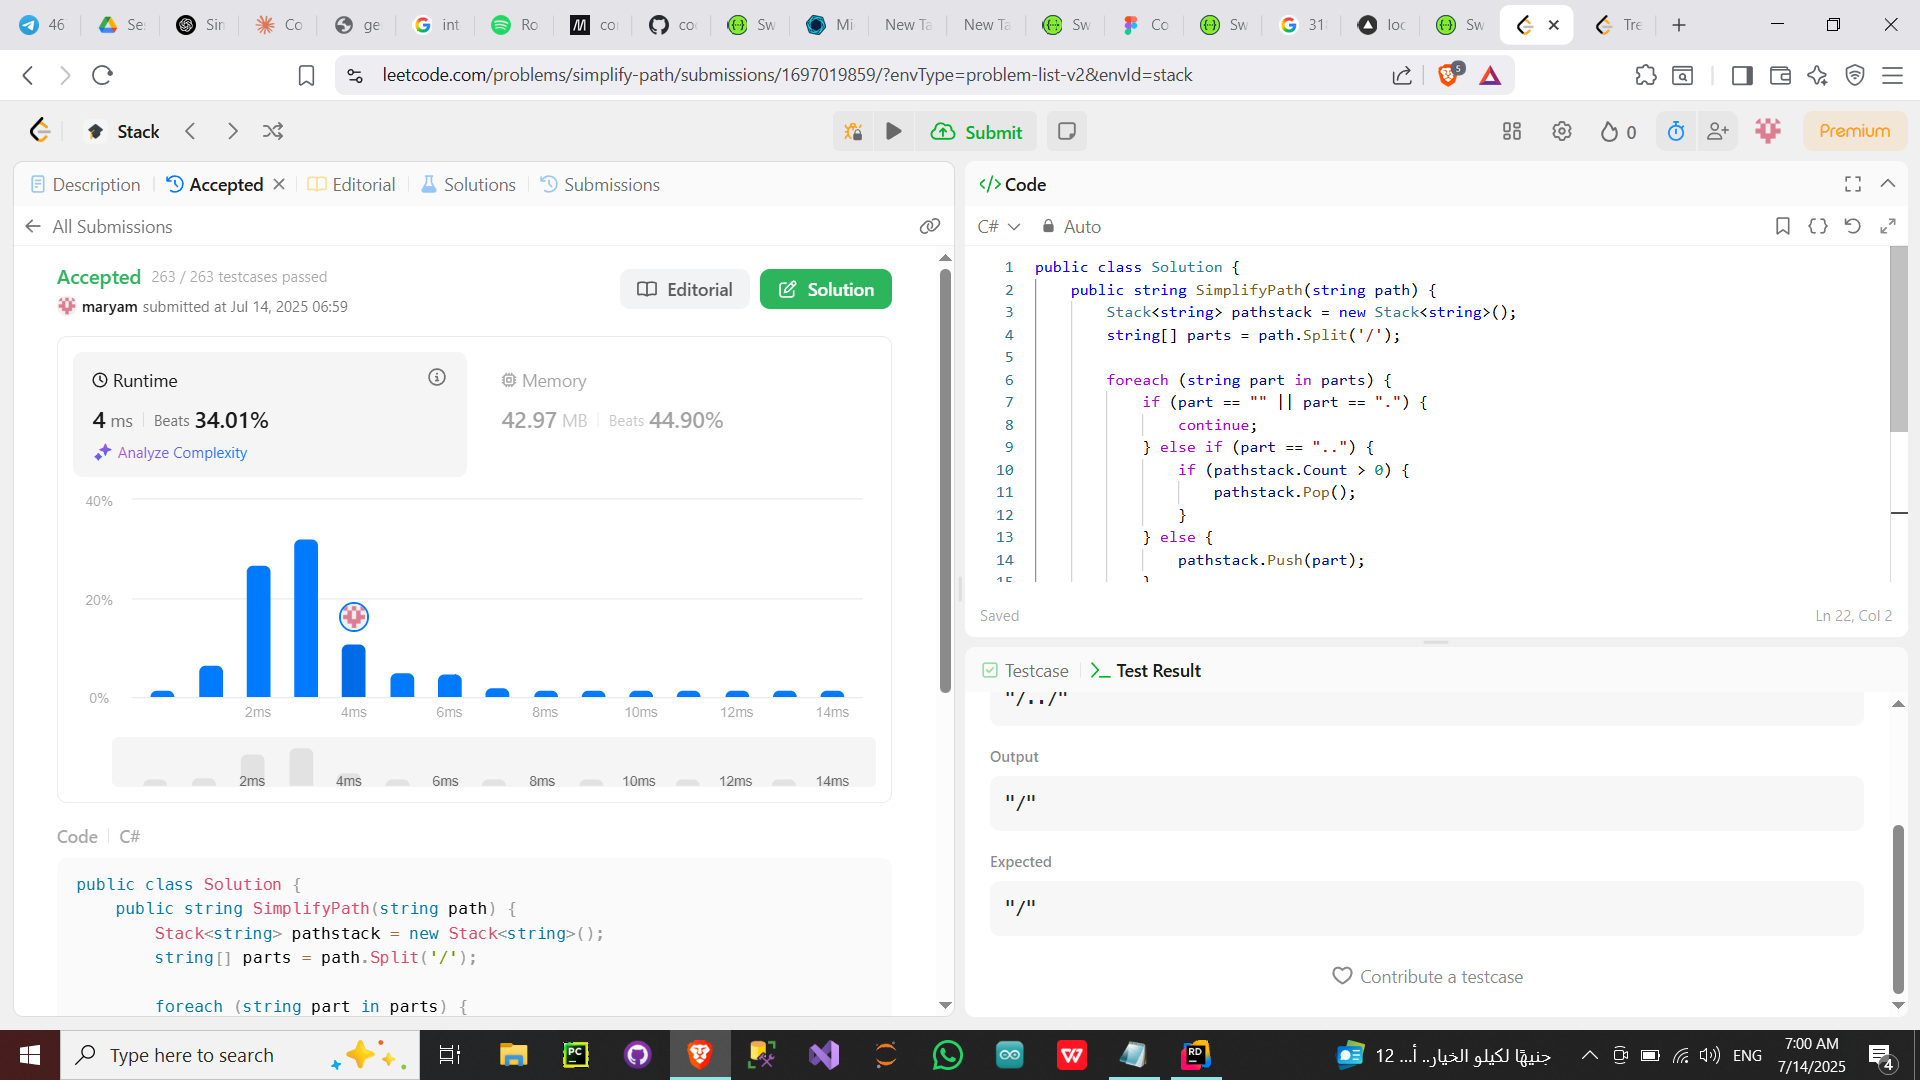 46 Se Sin Co ge int Ro co coc Sw Mi New Ta New Ta Sw Co Sw 31 loc Sw Tre
leetcode.com/problems/simplify-path/submissions/1697019859/?envType=problem-list-v2&envId=stack
5
Stack
Submit
0
Premium
Description Accepted Editorial Solutions Submissions
All Submissions
Accepted 263 / 263 testcases passed
maryam submitted at Jul 14, 2025 06:59
Editorial
Solution
Runtime
4 ms Beats 34.01%
Analyze Complexity
Memory
42.97 MB Beats 44.90%
40%
20%
0%
2ms 4ms 6ms 8ms 10ms 12ms 14ms
2ms 4ms 6ms 8ms 10ms 12ms 14ms
Code C#
public class Solution {
public string SimplifyPath(string path) {
Stack<string> pathstack = new Stack<string>();
string[] parts = path.Split('/');
foreach (string part in parts) {
</> Code
C# Auto
1 public class Solution {
2 public string SimplifyPath(string path) {
3 Stack<string> pathstack = new Stack<string>();
4 string[] parts = path.Split('/');
5
6 foreach (string part in parts) {
7 if (part == "" || part == ".") {
8 continue;
9 } else if (part == "..") {
10 if (pathstack.Count > 0) {
11 pathstack.Pop();
12 }
13 } else {
14 pathstack.Push(part);
15 }
Saved
Ln 22, Col 2
Testcase Test Result
"/../"
Output
"/"
Expected
"/"
Contribute a testcase
Type here to search
PC
RD
12 جنيهًا لكيلو الخيار.. أ...
ENG
7:00 AM
7/14/2025
4